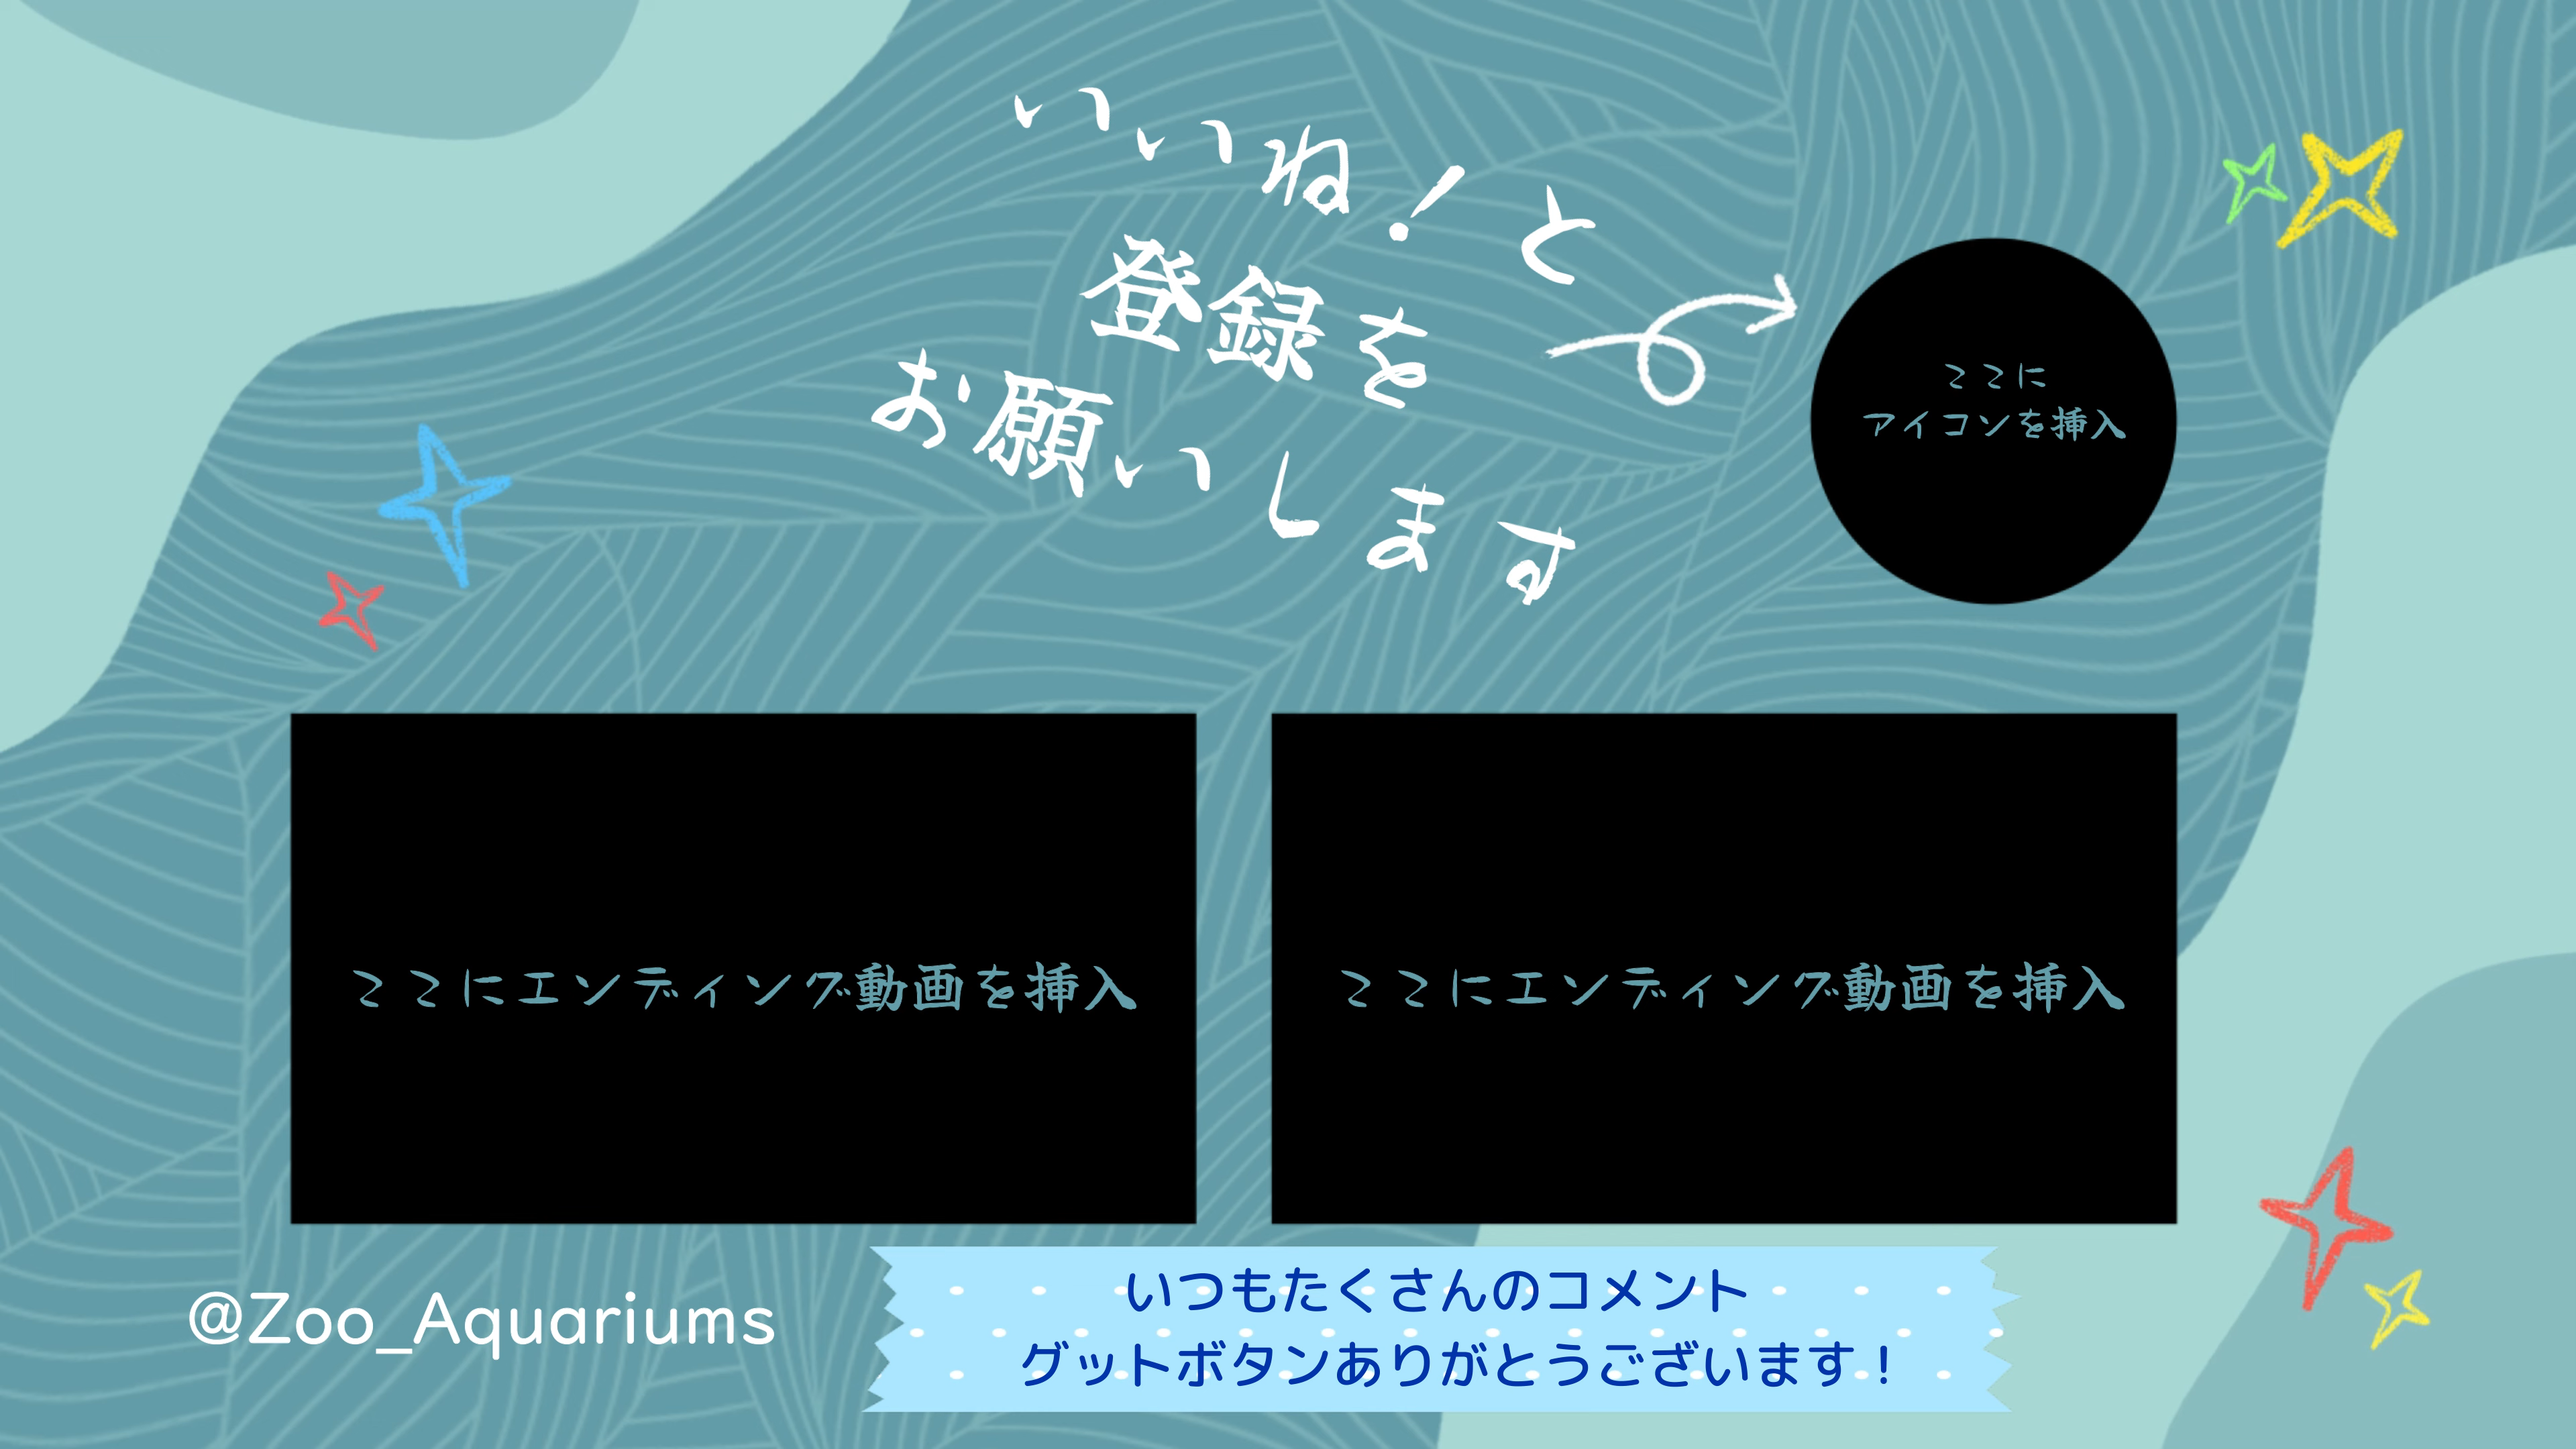 いいね！と
登録を
お願いします
ここに
アイコンを挿入
ここにエンディング動画を挿入
ここにエンディング動画を挿入
@Zoo_Aquariums
いつもたくさんのコメント
グットボタンありがとうございます！